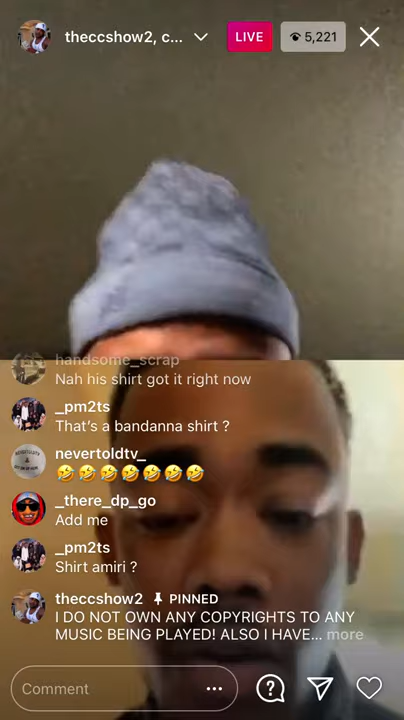 theccshow2, c...
LIVE
5,221
handsome_scrap
Nah his shirt got it right now
_pm2ts
That's a bandanna shirt ?
nevertoldtv_
🤣🤣🤣🤣🤣🤣🤣
_there_dp_go
Add me
_pm2ts
Shirt amiri ?
theccshow2 PINNED
I DO NOT OWN ANY COPYRIGHTS TO ANY
MUSIC BEING PLAYED! ALSO I HAVE... more
Comment